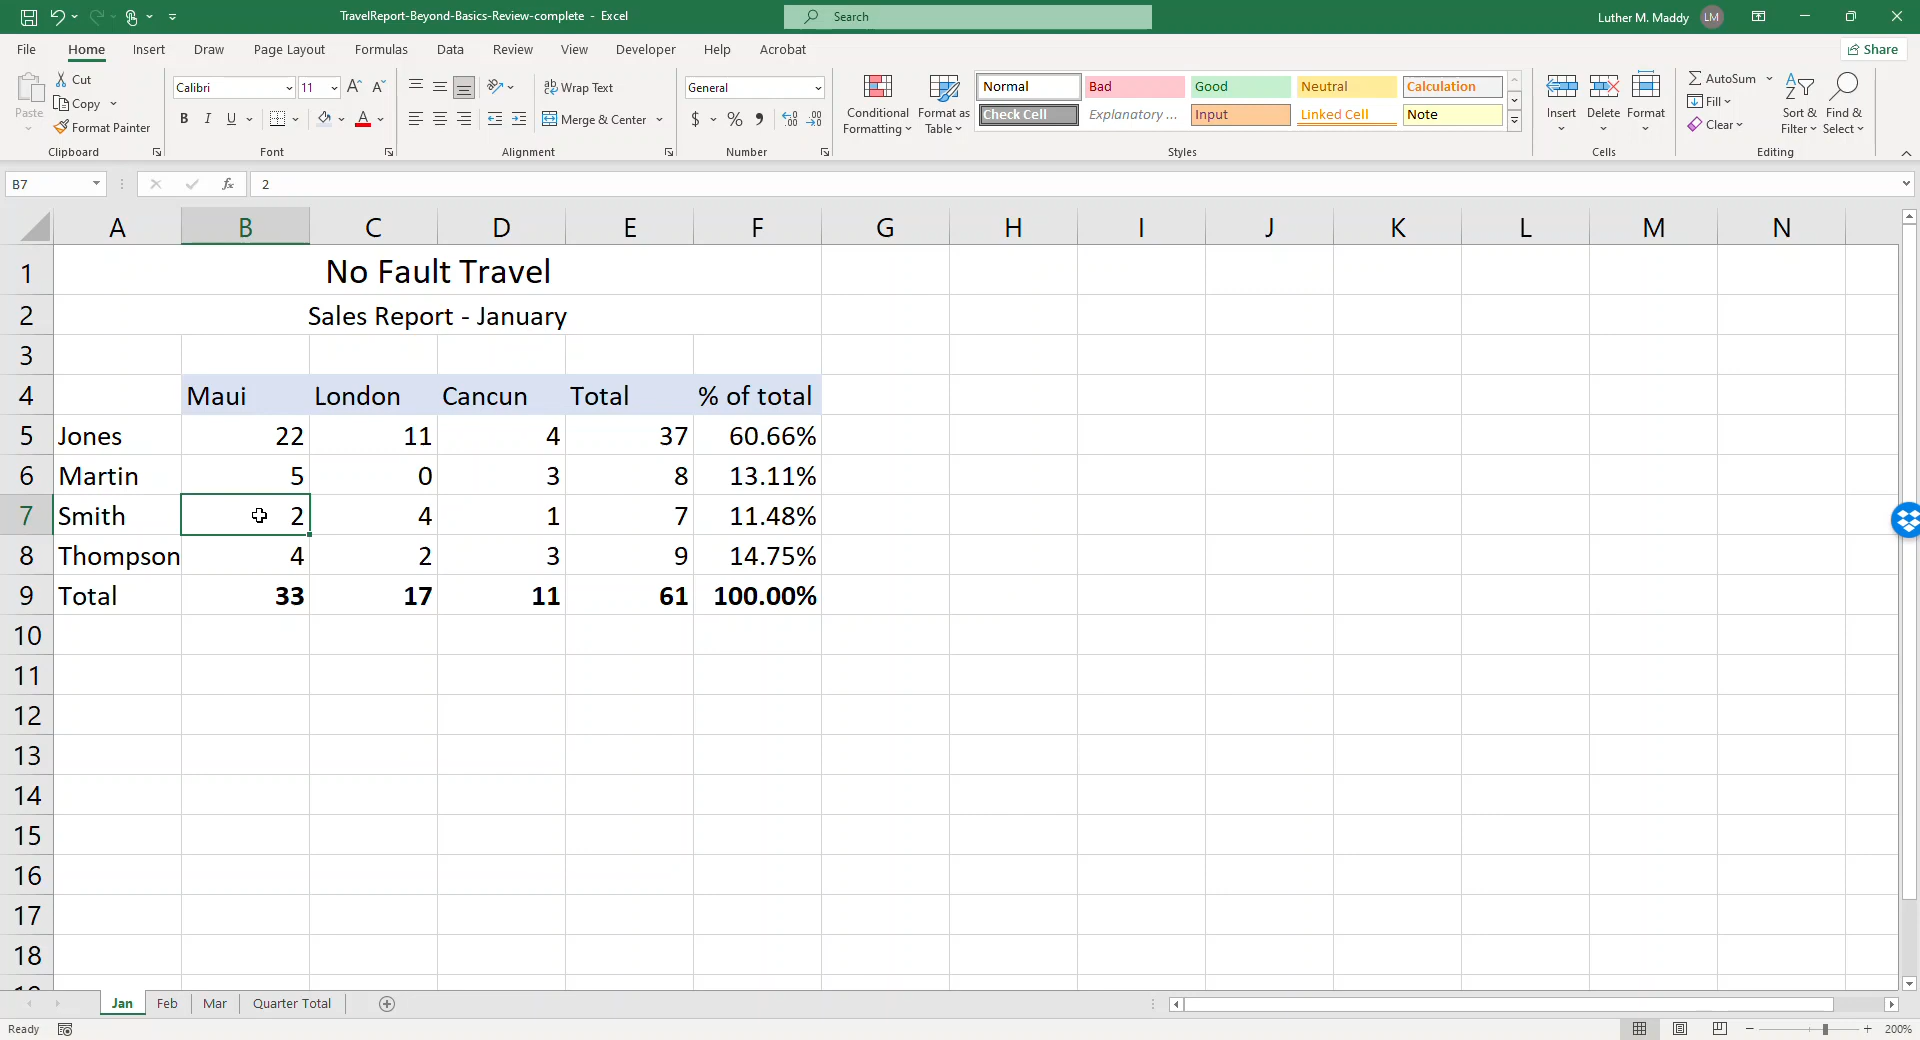 TravelReport-Beyond-Basics-Review-complete - Excel
Search
Luther M. Maddy LM
File Home Insert Draw Page Layout Formulas Data Review View Developer Help Acrobat
Share
Paste
Cut
Copy
Format Painter
Clipboard
Calibri 11 A A
B I U A
Font
Wrap Text
Merge & Center
Alignment
General
$ % 9
Number
Conditional Formatting
Format as Table
Normal Bad Good Neutral Calculation
Check Cell Explanatory ... Input Linked Cell Note
Styles
Insert Delete Format
Cells
AutoSum
Fill
Clear
Sort & Filter
Find & Select
Editing
B7 fx 2
A B C D E F G H I J K L M N
1 No Fault Travel
2 Sales Report - January
3
4 Maui London Cancun Total % of total
5 Jones 22 11 4 37 60.66%
6 Martin 5 0 3 8 13.11%
7 Smith 2 4 1 7 11.48%
8 Thompson 4 2 3 9 14.75%
9 Total 33 17 11 61 100.00%
10
11
12
13
14
15
16
17
18
Jan Feb Mar Quarter Total
Ready
200%